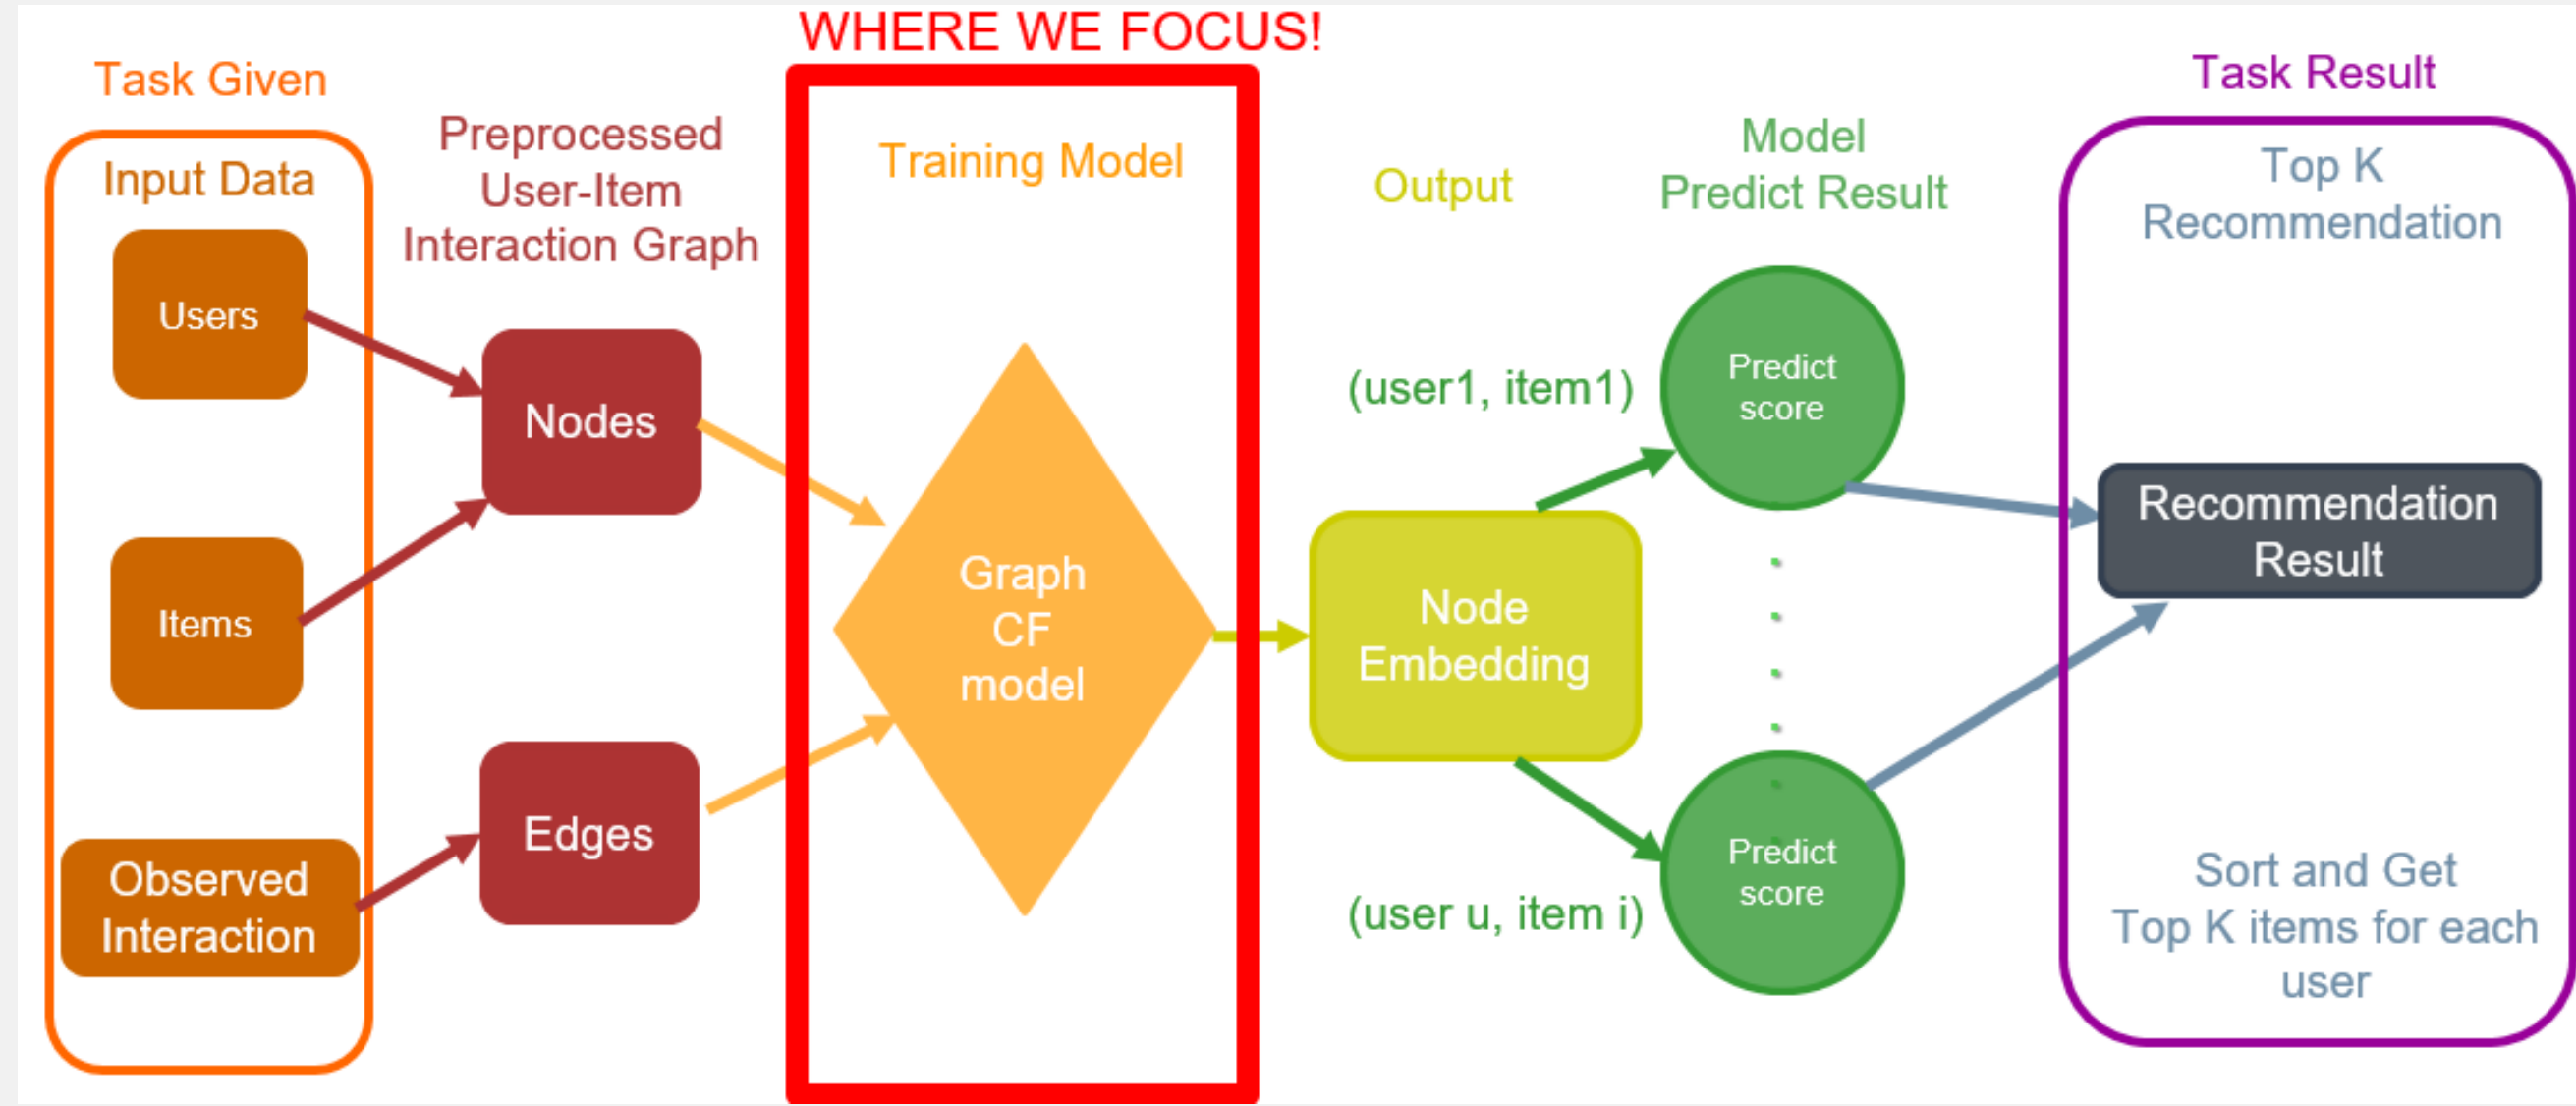 WHERE WE FOCUS!
Task Given
Input Data
Users
Items
Observed
Interaction
Preprocessed
User-Item
Interaction Graph
Nodes
Edges
Training Model
Graph
CF
model
Output
Node
Embedding
Model
Predict Result
(user1, item1)
Predict
score
(user u, item i)
Predict
score
Task Result
Top K
Recommendation
Recommendation
Result
Sort and Get
Top K items for each
user